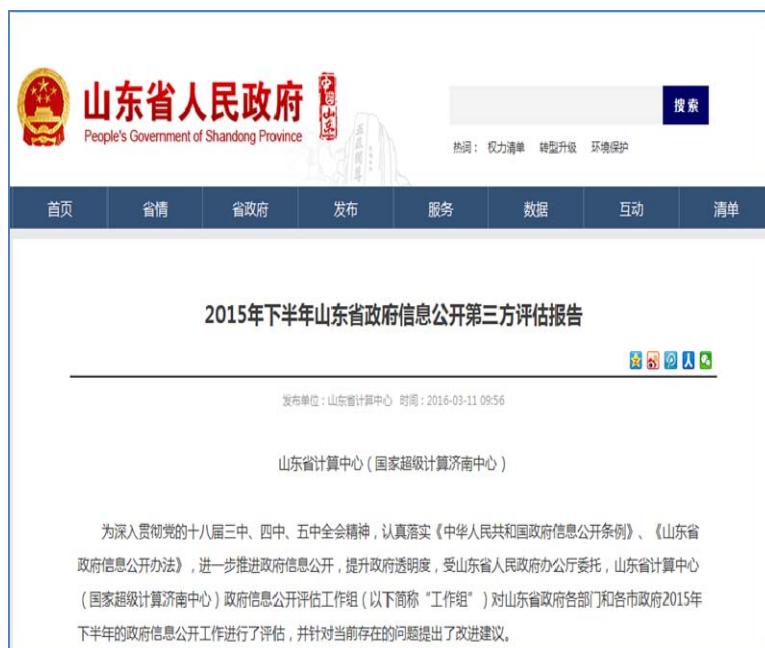 山东省人民政府
People's Government of Shandong Province
中国山东
搜索
热词： 权力清单 转型升级 环境保护
首页 省情 省政府 发布 服务 数据 互动 清单
2015年下半年山东省政府信息公开第三方评估报告
发布单位：山东省计算中心 时间：2016-03-11 09:56
山东省计算中心（国家超级计算济南中心）
为深入贯彻党的十八届三中、四中、五中全会精神，认真落实《中华人民共和国政府信息公开条例》、《山东省
政府信息公开办法》，进一步推进政府信息公开，提升政府透明度，受山东省人民政府办公厅委托，山东省计算中心
（国家超级计算济南中心）政府信息公开评估工作组（以下简称“工作组”）对山东省政府各部门和各市政府2015年
下半年的政府信息公开工作进行了评估，并针对当前存在的问题提出了改进建议。